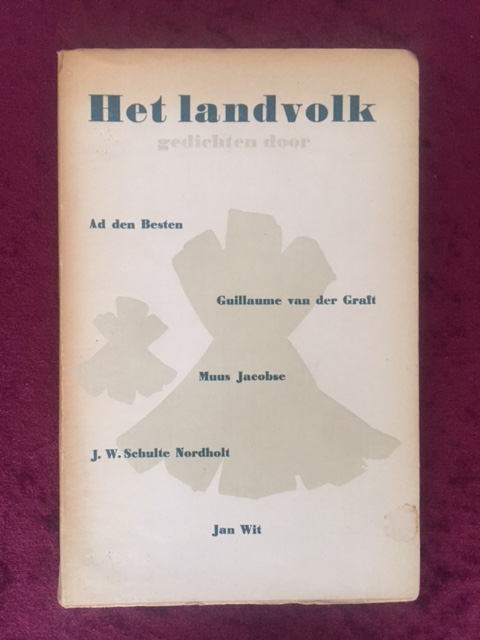 Het landvolk
gedichten door
Ad den Besten
Guillaume van der Graft
Muus Jacobse
J. W. Schulte Nordholt
Jan Wit